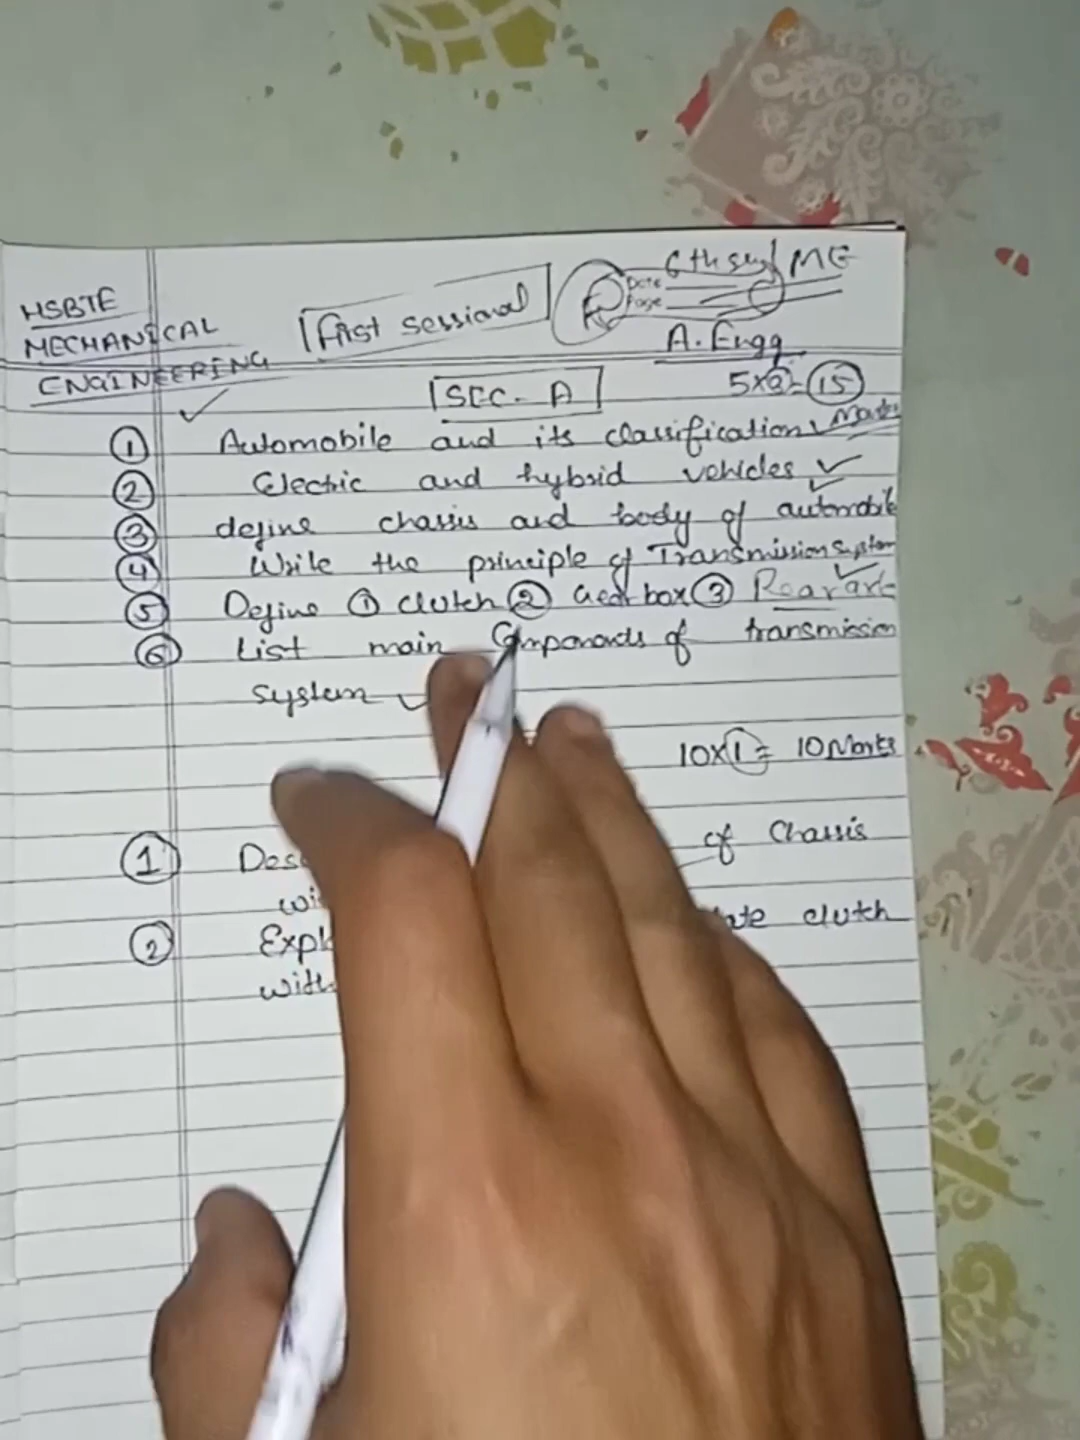 6th sem/ ME
Date
Page
HSBTE
MECHANICAL
ENGINEERING
First sessional
A. Engg
SEC- A
5x3=15
Marks
1 Automobile and its classification
2 Electric and hybrid vehicles
3 define chassis and body of automobile
4 Write the principle of Transmission system
5 Define 1 clutch 2 Gear box 3 Rear axle
6 List main Components of transmission
system
10x1 = 10 Marks
1 of Chassis
2 clutch